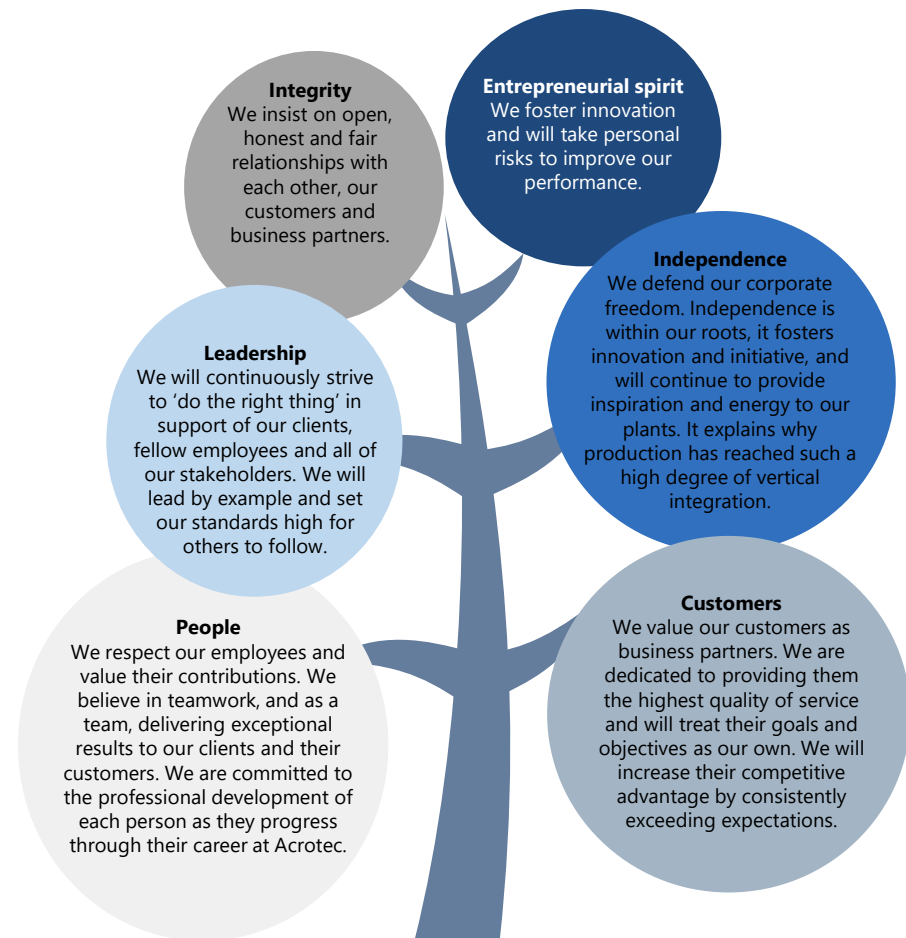 Integrity
We insist on open,
honest and fair
relationships with
each other, our
customers and
business partners.
Entrepreneurial spirit
We foster innovation
and will take personal
risks to improve our
performance.
Leadership
We will continuously strive
to ‘do the right thing’ in
support of our clients,
fellow employees and all of
our stakeholders. We will
lead by example and set
our standards high for
others to follow.
Independence
We defend our corporate
freedom. Independence is
within our roots, it fosters
innovation and initiative, and
will continue to provide
inspiration and energy to our
plants. It explains why
production has reached such a
high degree of vertical
integration.
People
We respect our employees and
value their contributions. We
believe in teamwork, and as a
team, delivering exceptional
results to our clients and their
customers. We are committed to
the professional development of
each person as they progress
through their career at Acrotec.
Customers
We value our customers as
business partners. We are
dedicated to providing them
the highest quality of service
and will treat their goals and
objectives as our own. We will
increase their competitive
advantage by consistently
exceeding expectations.